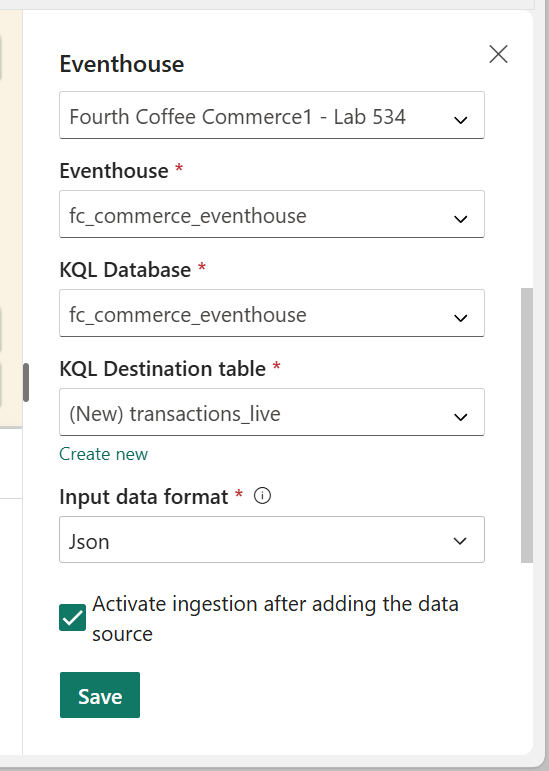 Eventhouse
Fourth Coffee Commerce1 - Lab 534
Eventhouse *
fc_commerce_eventhouse
KQL Database *
fc_commerce_eventhouse
KQL Destination table *
(New) transactions_live
Create new
Input data format *
Json
Activate ingestion after adding the data
source
Save